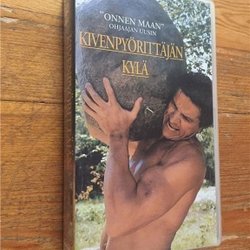 "ONNEN MAAN"
OHJAAJAN UUSIN
KIVENPYÖRITTÄJÄN
KYLÄ